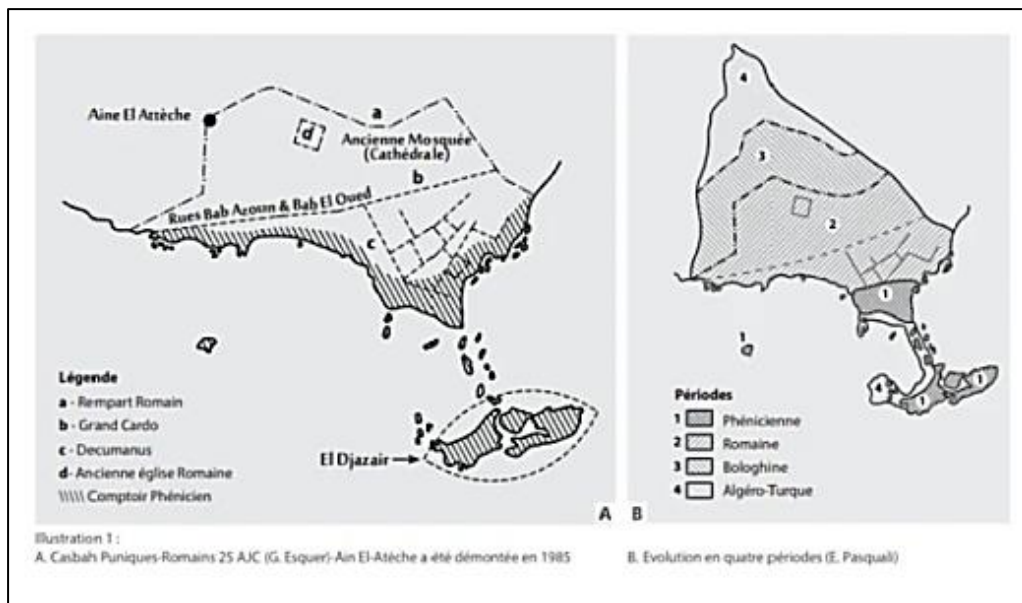 Aine El Attèche
a
d
Ancienne Mosquée
(Cathédrale)
b
Rues Bab Azoun & Bab El Oued
c
Légende
a - Rempart Romain
b - Grand Cardo
c - Decumanus
d - Ancienne église Romaine
\\\\\ Comptoir Phénicien
El Djazair
A
4
3
2
1
1
4
1
1
Périodes
1 Phénicienne
2 Romaine
3 Bologhine
4 Algéro-Turque
B
Illustration 1 :
A. Casbah Puniques-Romains 25 AJC (G. Esquer)-Ain El-Atèche a été démontée en 1985
B. Evolution en quatre périodes (E. Pasquali)